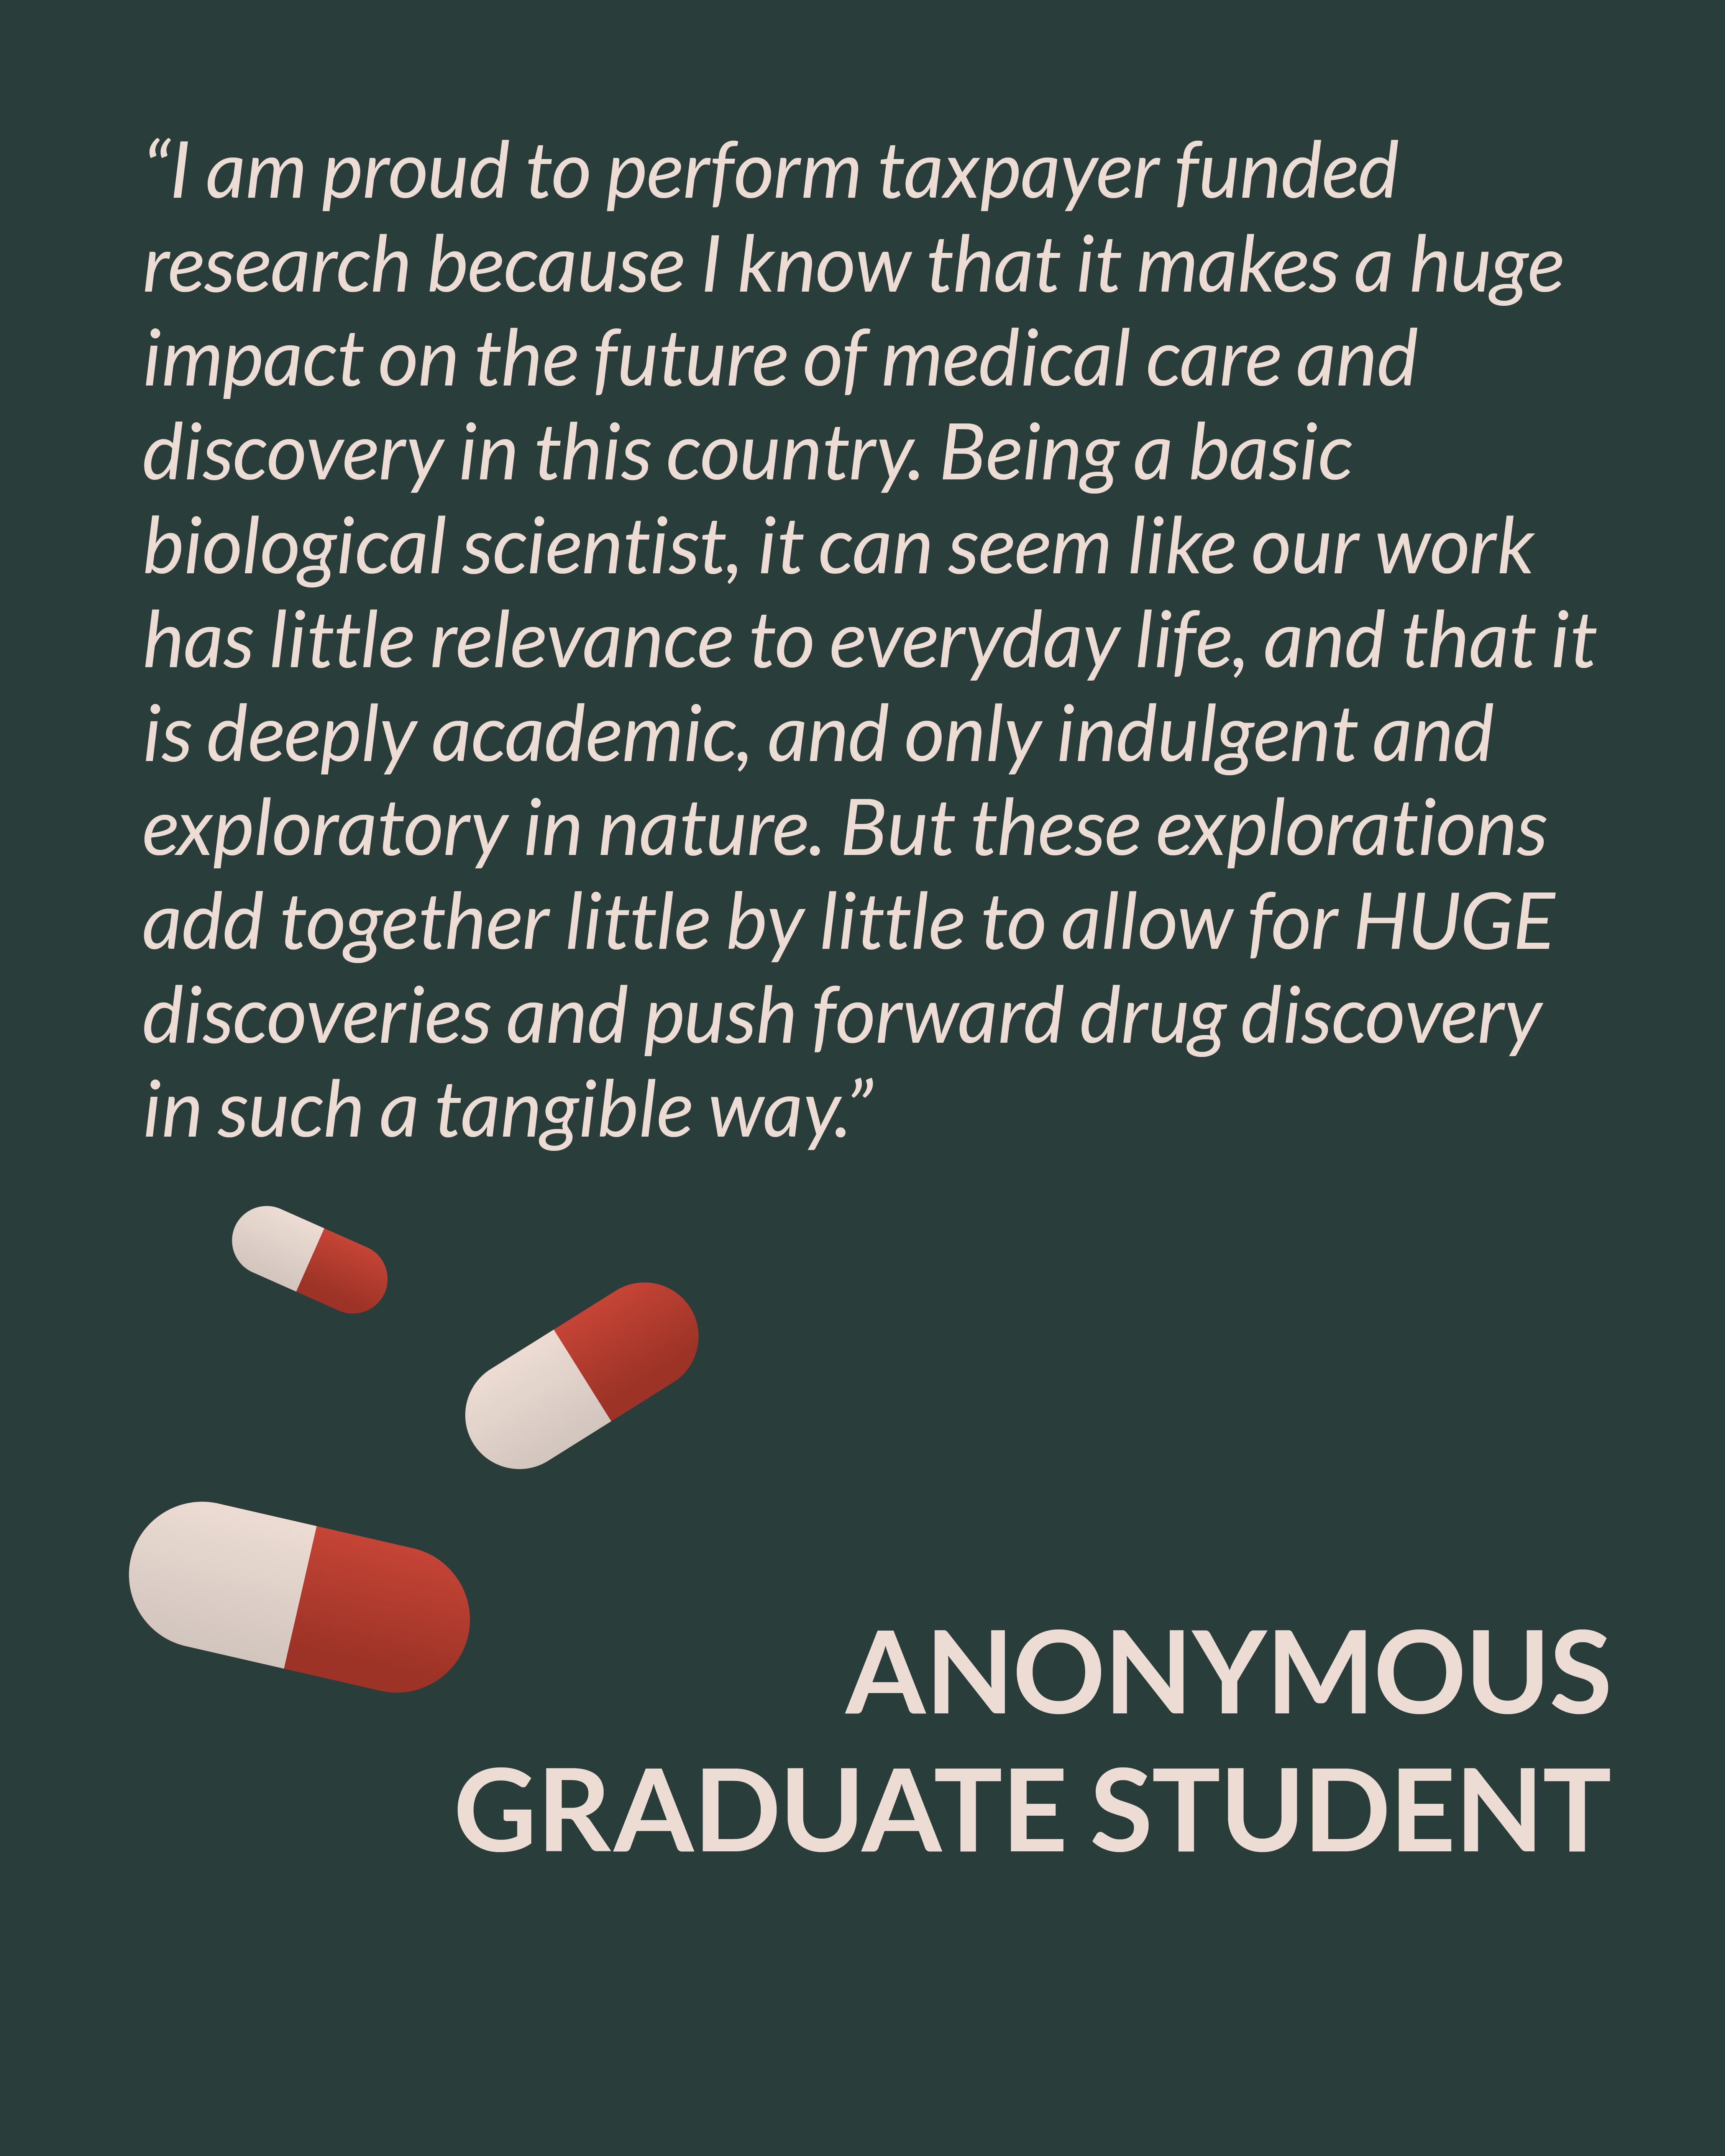 “I am proud to perform taxpayer funded
research because I know that it makes a huge
impact on the future of medical care and
discovery in this country. Being a basic
biological scientist, it can seem like our work
has little relevance to everyday life, and that it
is deeply academic, and only indulgent and
exploratory in nature. But these explorations
add together little by little to allow for HUGE
discoveries and push forward drug discovery
in such a tangible way.”
ANONYMOUS
GRADUATE STUDENT